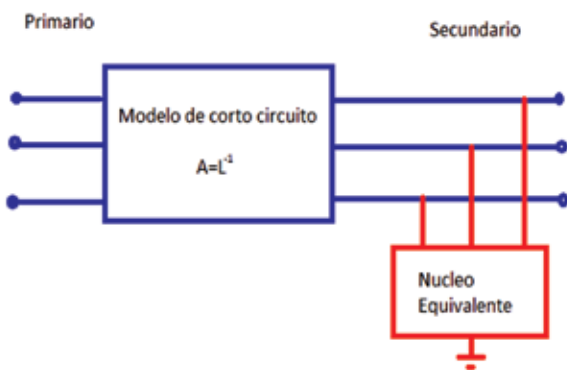 Primario
Secundario
Modelo de corto circuito
A=L⁻¹
Nucleo
Equivalente